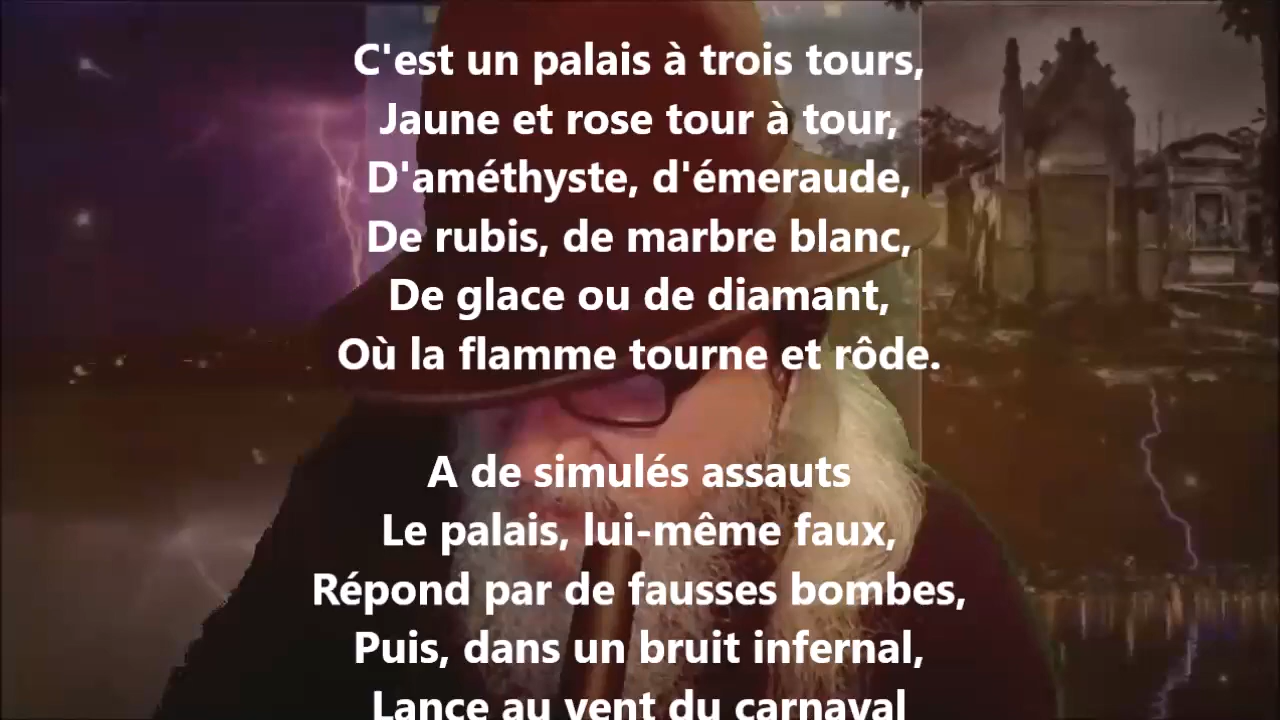 C'est un palais à trois tours,
Jaune et rose tour à tour,
D'améthyste, d'émeraude,
De rubis, de marbre blanc,
De glace ou de diamant,
Où la flamme tourne et rôde.
A de simulés assauts
Le palais, lui-même faux,
Répond par de fausses bombes,
Puis, dans un bruit infernal,
Lance au vent du carnaval